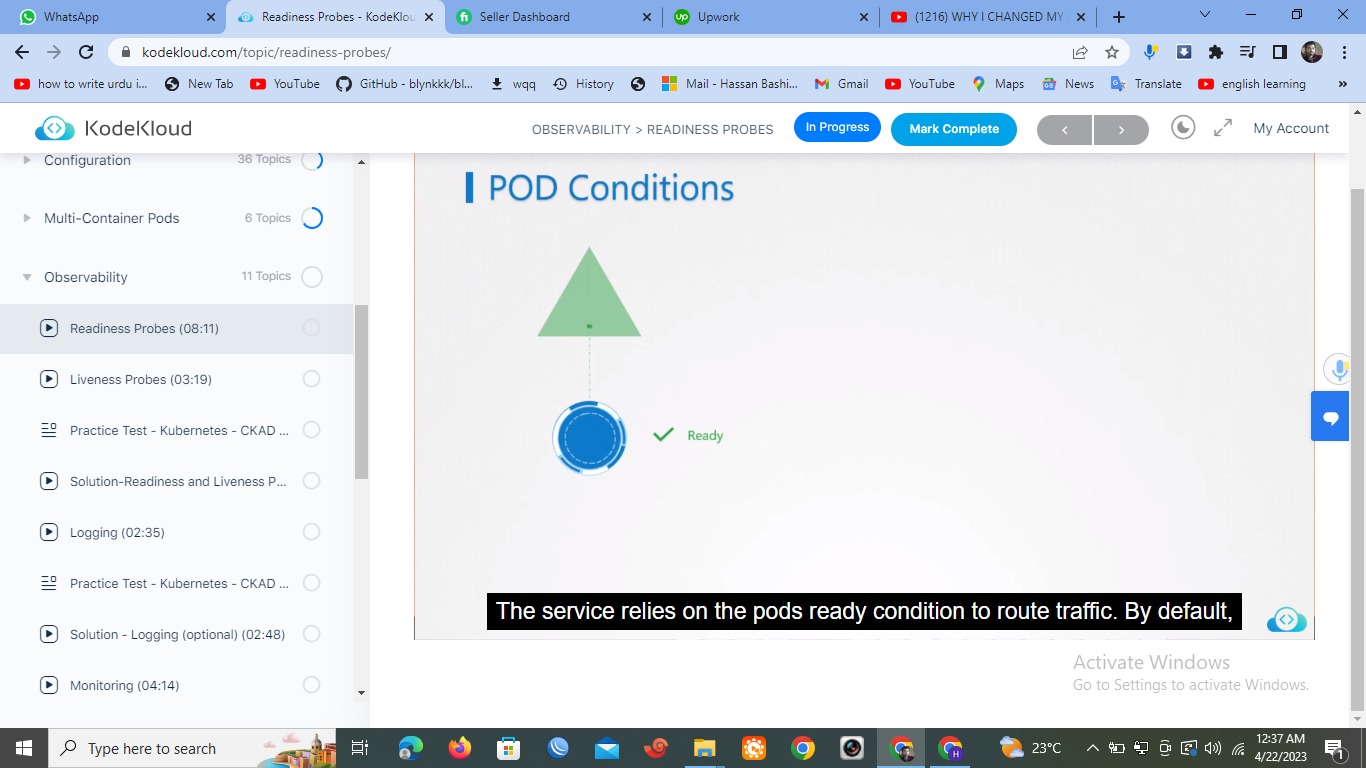 WhatsApp
Readiness Probes - KodeKlou
Seller Dashboard
up Upwork
(1216) WHY I CHANGED MY
kodekloud.com/topic/readiness-probes/
how to write urdu i...
New Tab
YouTube
GitHub - blynkkk/bl...
wqq
History
Mail - Hassan Bashi...
Gmail
YouTube
Maps
News
Translate
english learning
»
KodeKloud
OBSERVABILITY > READINESS PROBES
In Progress
Mark Complete
My Account
Configuration
36 Topics
Multi-Container Pods
6 Topics
Observability
11 Topics
Readiness Probes (08:11)
Liveness Probes (03:19)
Practice Test - Kubernetes - CKAD ...
Solution-Readiness and Liveness P...
Logging (02:35)
Practice Test - Kubernetes - CKAD ...
Solution - Logging (optional) (02:48)
Monitoring (04:14)
POD Conditions
Ready
The service relies on the pods ready condition to route traffic. By default,
Activate Windows
Go to Settings to activate Windows.
Type here to search
23°C
12:37 AM
4/22/2023
1